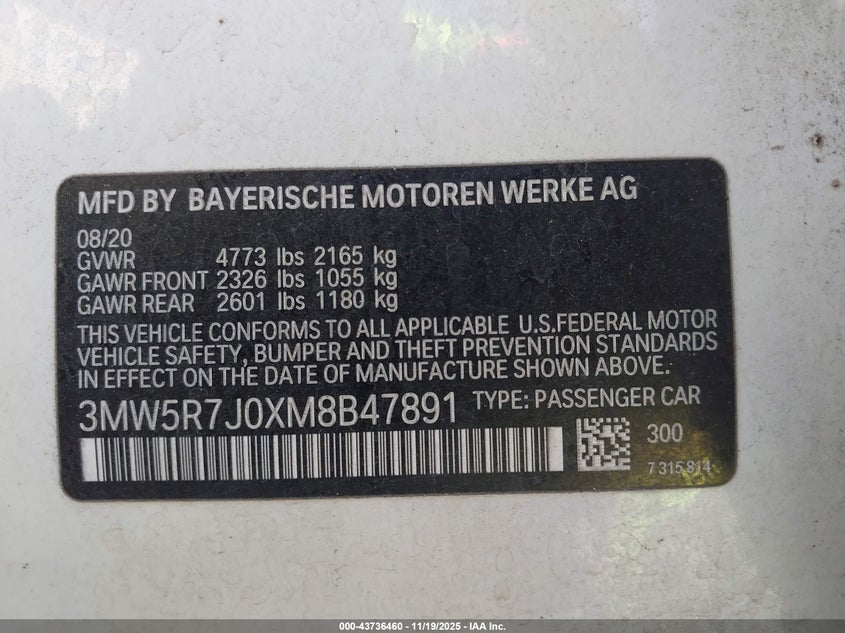 MFD BY BAYERISCHE MOTOREN WERKE AG
08/20
GVWR 4773 lbs 2165 kg
GAWR FRONT 2326 lbs 1055 kg
GAWR REAR 2601 lbs 1180 kg
THIS VEHICLE CONFORMS TO ALL APPLICABLE U.S.FEDERAL MOTOR
VEHICLE SAFETY, BUMPER AND THEFT PREVENTION STANDARDS
IN EFFECT ON THE DATE OF MANUFACTURE SHOWN ABOVE.
3MW5R7J0XM8B47891 TYPE: PASSENGER CAR
300
7 315 814
000-43736460 - 11/19/2025 - IAA Inc.